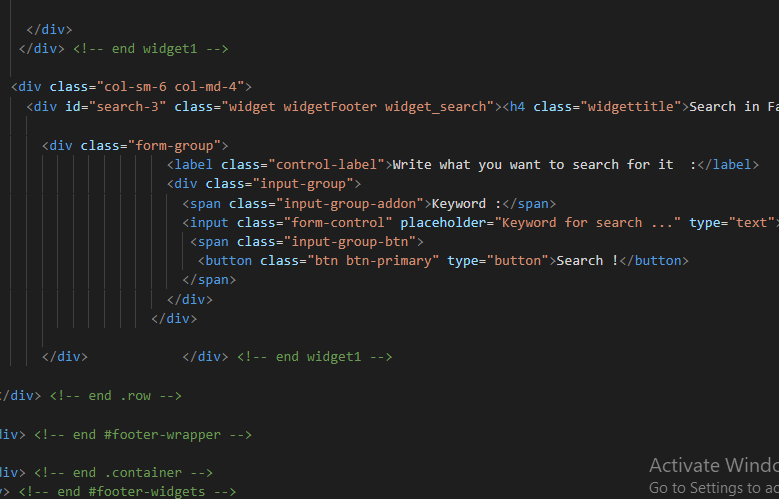 </div>
</div> <!-- end widget1 -->
<div class="col-sm-6 col-md-4">
<div id="search-3" class="widget widgetFooter widget_search"><h4 class="widgettitle">Search in
<div class="form-group">
<label class="control-label">Write what you want to search for it  :</label>
<div class="input-group">
<span class="input-group-addon">Keyword :</span>
<input class="form-control" placeholder="Keyword for search ..." type="text">
<span class="input-group-btn">
<button class="btn btn-primary" type="button">Search !</button>
</span>
</div>
</div>
</div>            </div> <!-- end widget1 -->
/div> <!-- end .row -->
div> <!-- end #footer-wrapper -->
div> <!-- end .container -->
> <!-- end #footer-widgets -->
Activate
Go to Settings to